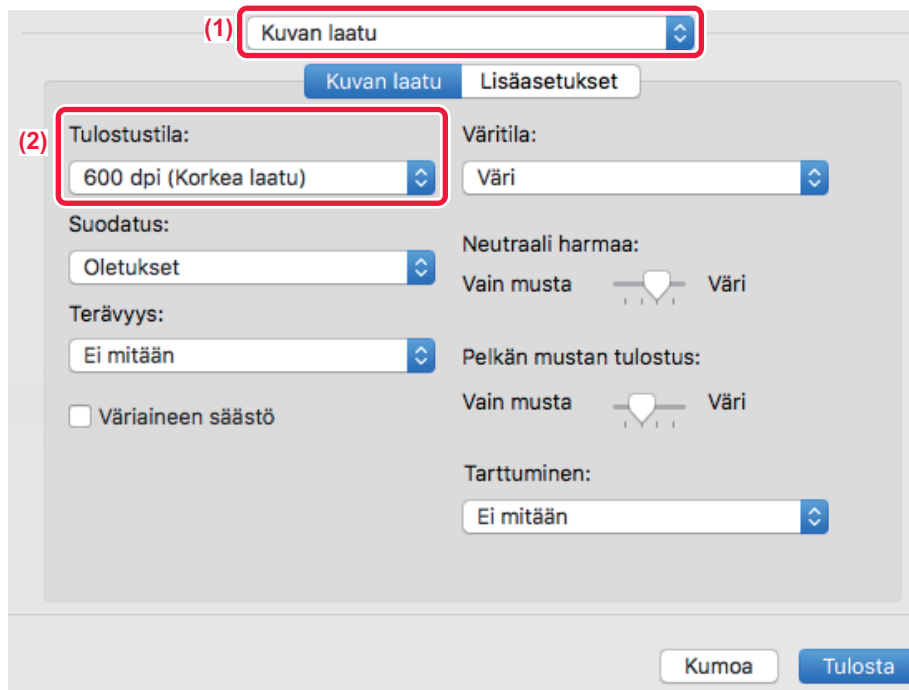 (1)
Kuvan laatu
Kuvan laatu Lisäasetukset
(2)
Tulostustila:
600 dpi (Korkea laatu)
Suodatus:
Oletukset
Terävyys:
Ei mitään
Väriaineen säästö
Väritila:
Väri
Neutraali harmaa:
Vain musta Väri
Pelkän mustan tulostus:
Vain musta Väri
Tarttuminen:
Ei mitään
Kumoa Tulosta